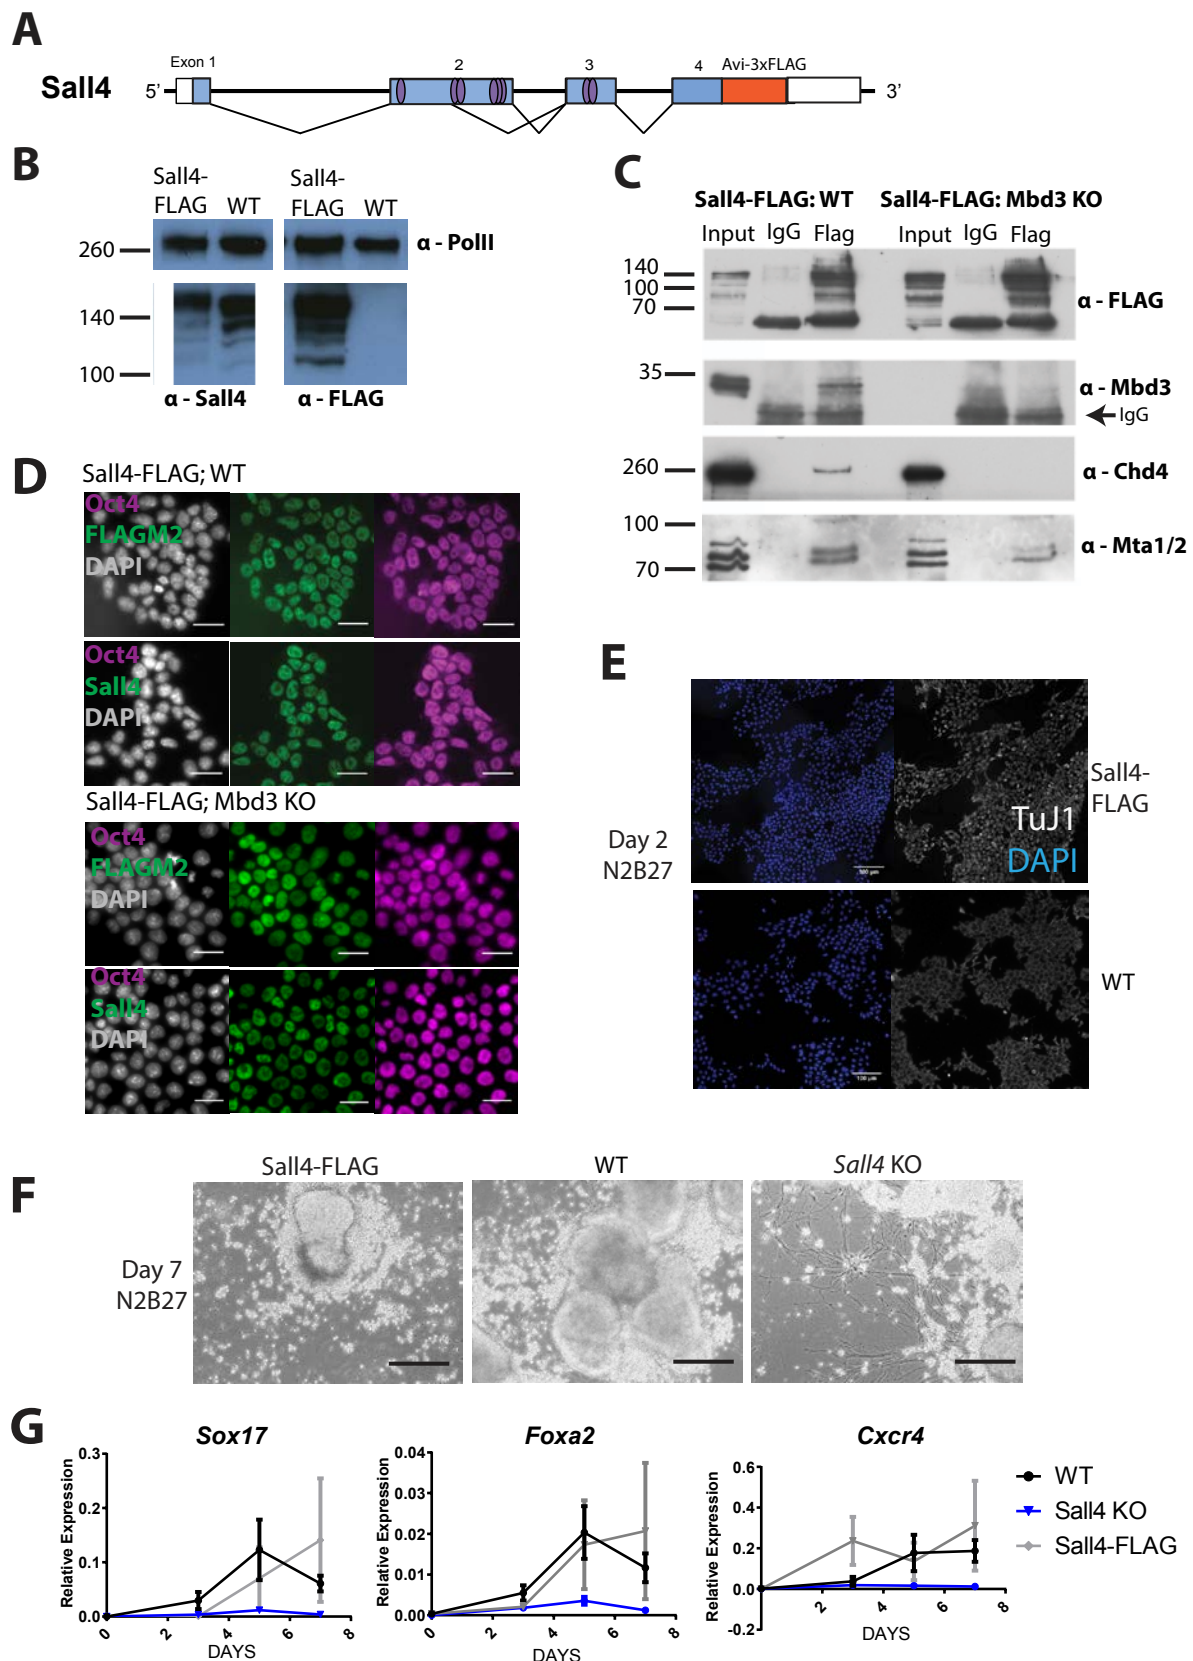 A
Exon 1
2
3
4
Avi-3xFLAG
Sall4
5’
3’
B
Sall4-
FLAG
WT
Sall4-
FLAG
WT
260
α - PolII
140
100
α - Sall4
α - FLAG
C
Sall4-FLAG: WT
Sall4-FLAG: Mbd3 KO
Input IgG Flag
Input IgG Flag
140
100
70
α - FLAG
35
α - Mbd3
IgG
260
α - Chd4
100
70
α - Mta1/2
D
Sall4-FLAG; WT
Oct4
FLAGM2
DAPI
Oct4
Sall4
DAPI
Sall4-FLAG; Mbd3 KO
Oct4
FLAGM2
DAPI
Oct4
Sall4
DAPI
E
Day 2
N2B27
TuJ1
DAPI
Sall4-
FLAG
WT
100 µm
F
Sall4-FLAG
WT
Sall4 KO
Day 7
N2B27
G
Sox17
Relative Expression
0.3
0.2
0.1
0.0
0
2
4
6
8
DAYS
Foxa2
Relative Expression
0.04
0.03
0.02
0.01
0.00
0
2
4
6
8
DAYS
Cxcr4
Relative Expression
0.6
0.4
0.2
0.0
-0.2
2
4
6
8
DAYS
WT
Sall4 KO
Sall4-FLAG